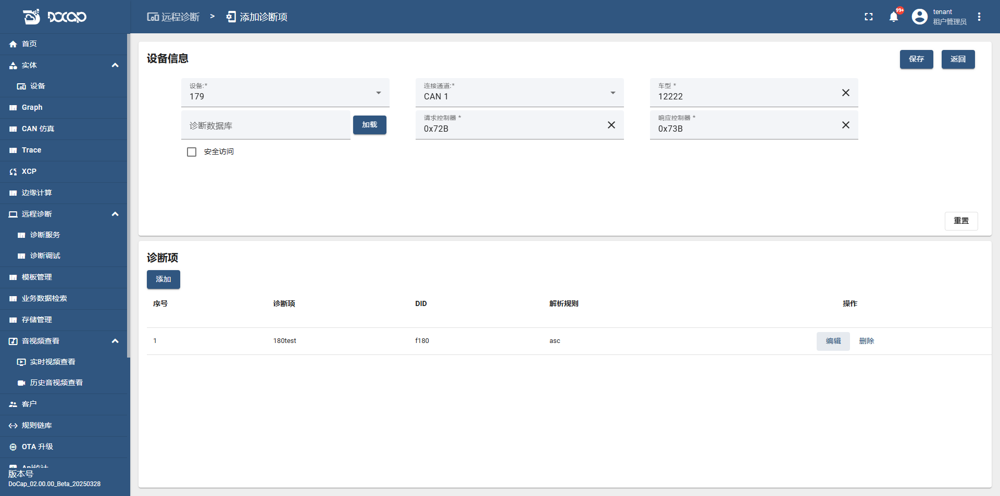 DOCAP
远程诊断 > 添加诊断项
99+
tenant
租户管理员
首页
实体
设备
Graph
CAN 仿真
Trace
XCP
边缘计算
远程诊断
诊断服务
诊断调试
模板管理
业务数据检索
存储管理
音视频查看
实时视频查看
历史音视频查看
客户
规则链库
OTA 升级
Api统计
版本号
DoCap_02.00.00_Beta_20250328
设备信息
保存 返回
设备:* 连接通道:* 车型 *
179 CAN 1 12222
诊断数据库 加载
请求控制器 * 响应控制器 *
0x72B 0x73B
安全访问
重置
诊断项
添加
序号 诊断项 DID 解析规则 操作
1 180test f180 asc 编辑 删除